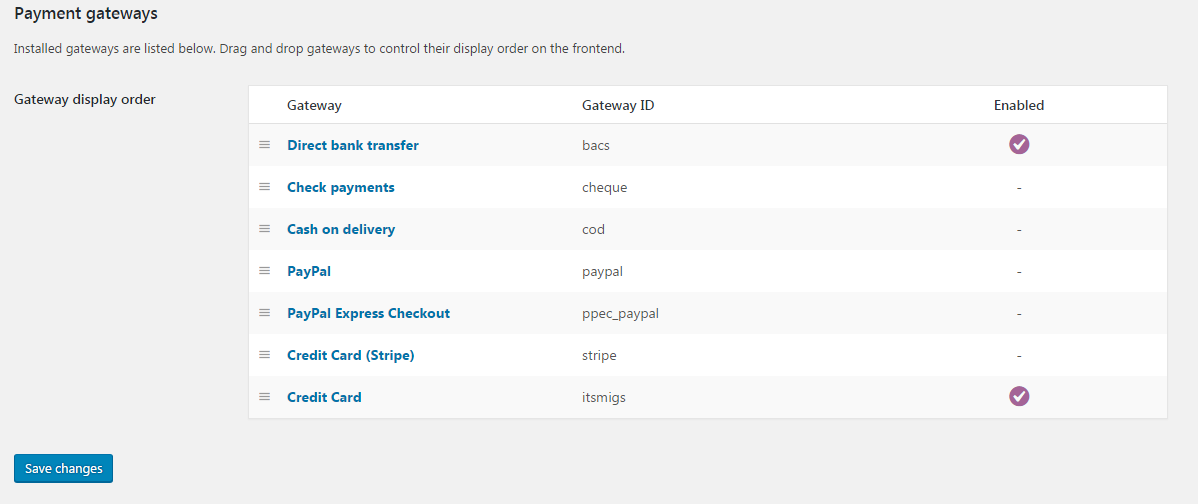 Payment gateways
Installed gateways are listed below. Drag and drop gateways to control their display order on the frontend.
Gateway display order
Gateway Gateway ID Enabled
Direct bank transfer bacs
Check payments cheque -
Cash on delivery cod -
PayPal paypal -
PayPal Express Checkout ppec_paypal -
Credit Card (Stripe) stripe -
Credit Card itsmigs
Save changes